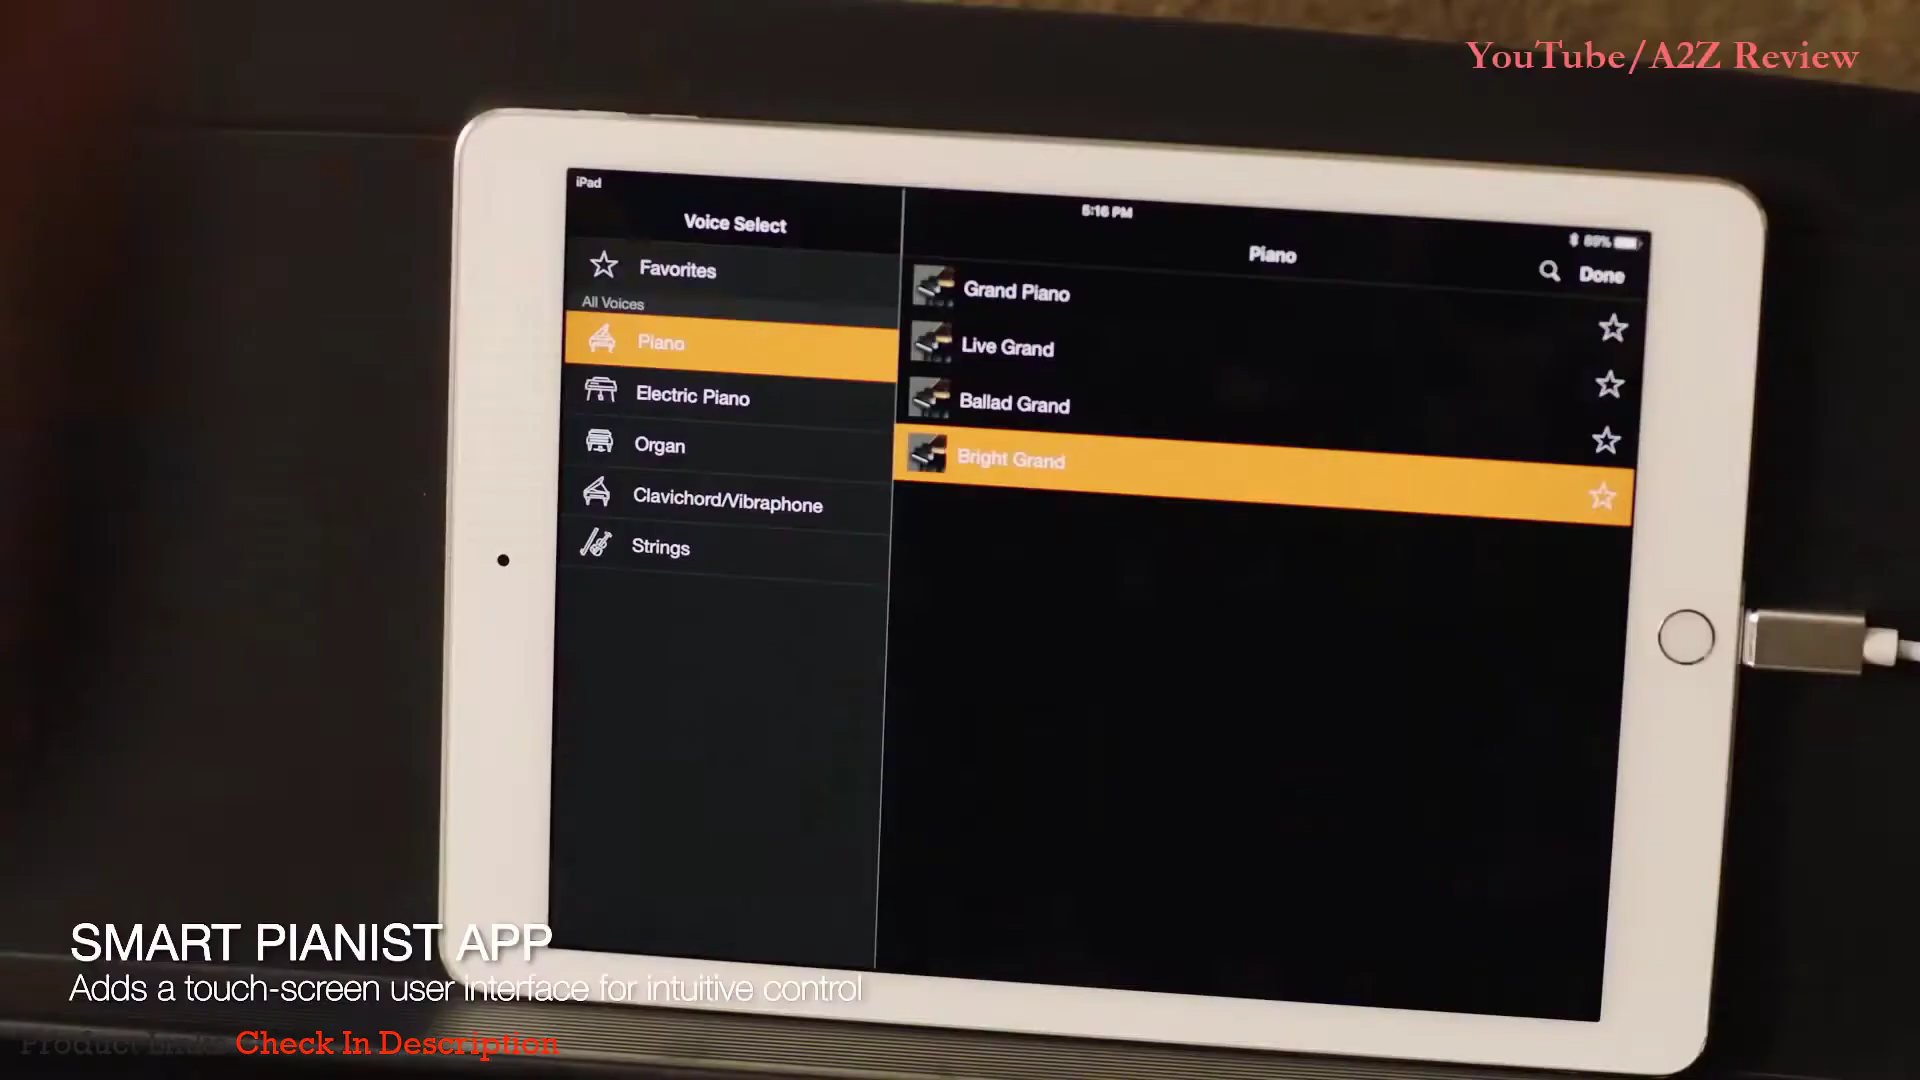 YouTube/A2Z Review
iPad
5:16 PM
89%
Voice Select
Piano
Done
Favorites
All Voices
Piano
Electric Piano
Organ
Clavichord/Vibraphone
Strings
Grand Piano
Live Grand
Ballad Grand
Bright Grand
SMART PIANIST APP
Adds a touch-screen user interface for intuitive control
Product Check In Description